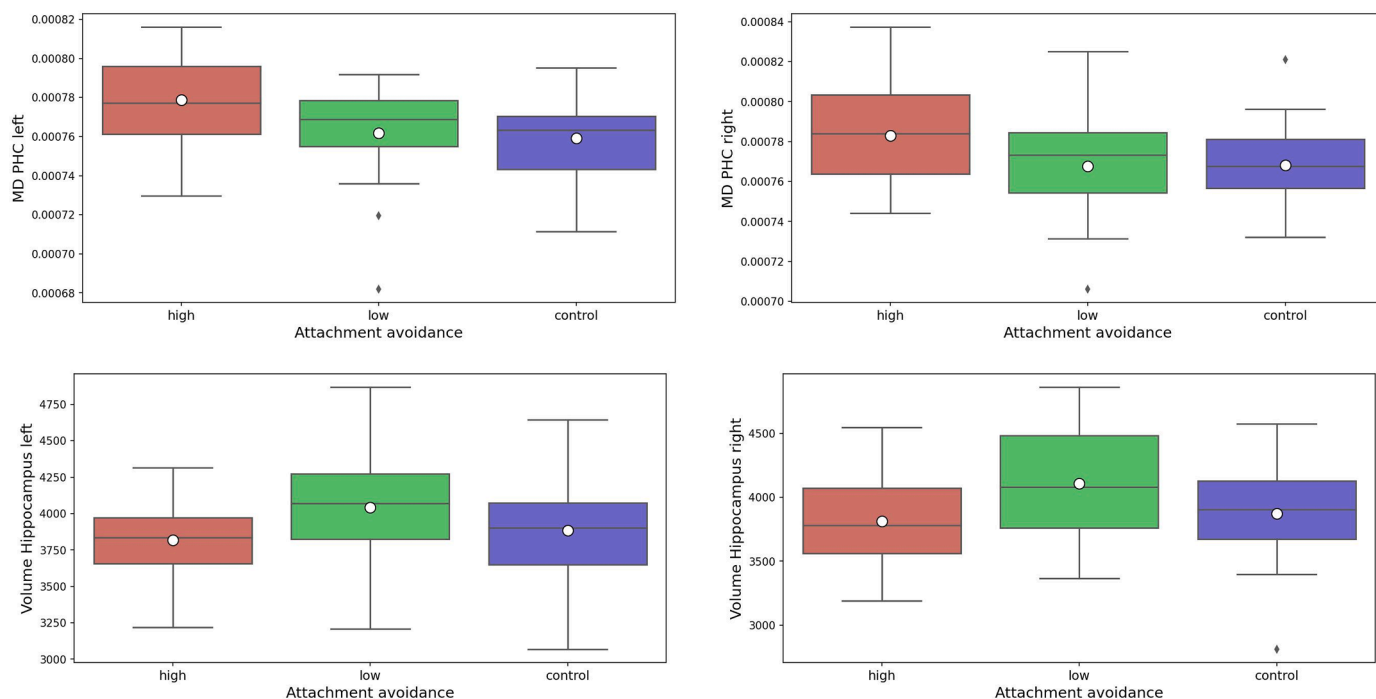 MD PHC left
0.00082
0.00080
0.00078
0.00076
0.00074
0.00072
0.00070
0.00068
high low control
Attachment avoidance
MD PHC right
0.00084
0.00082
0.00080
0.00078
0.00076
0.00074
0.00072
0.00070
high low control
Attachment avoidance
Volume Hippocampus left
4750
4500
4250
4000
3750
3500
3250
3000
high low control
Attachment avoidance
Volume Hippocampus right
4500
4000
3500
3000
high low control
Attachment avoidance